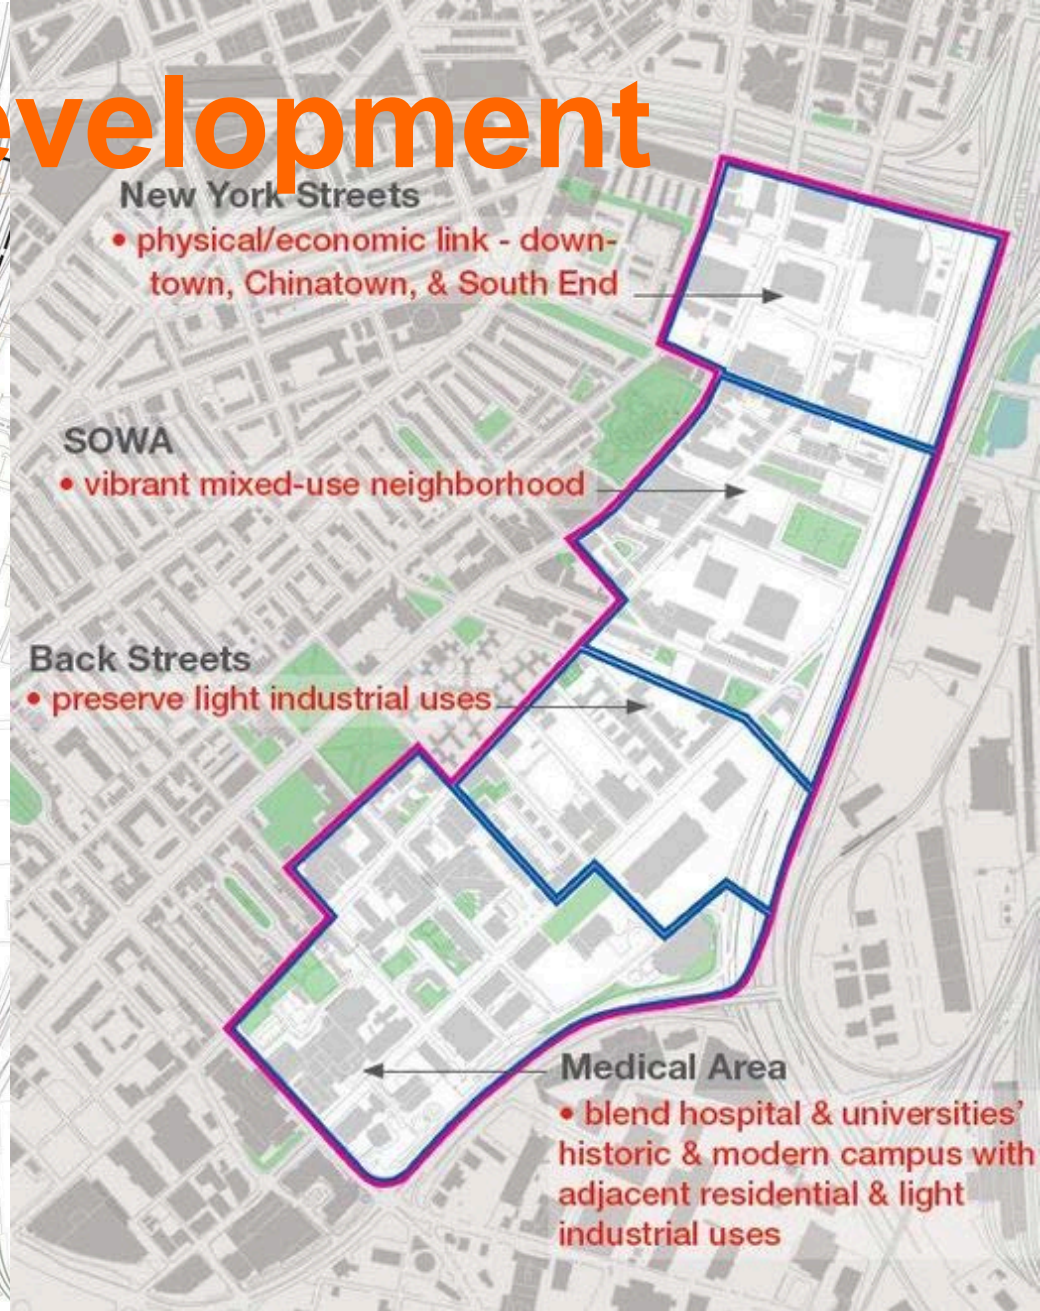 evelopment
New York Streets
• physical/economic link - down-
town, Chinatown, & South End
SOWA
• vibrant mixed-use neighborhood
Back Streets
• preserve light industrial uses
Medical Area
• blend hospital & universities’
historic & modern campus with
adjacent residential & light
industrial uses